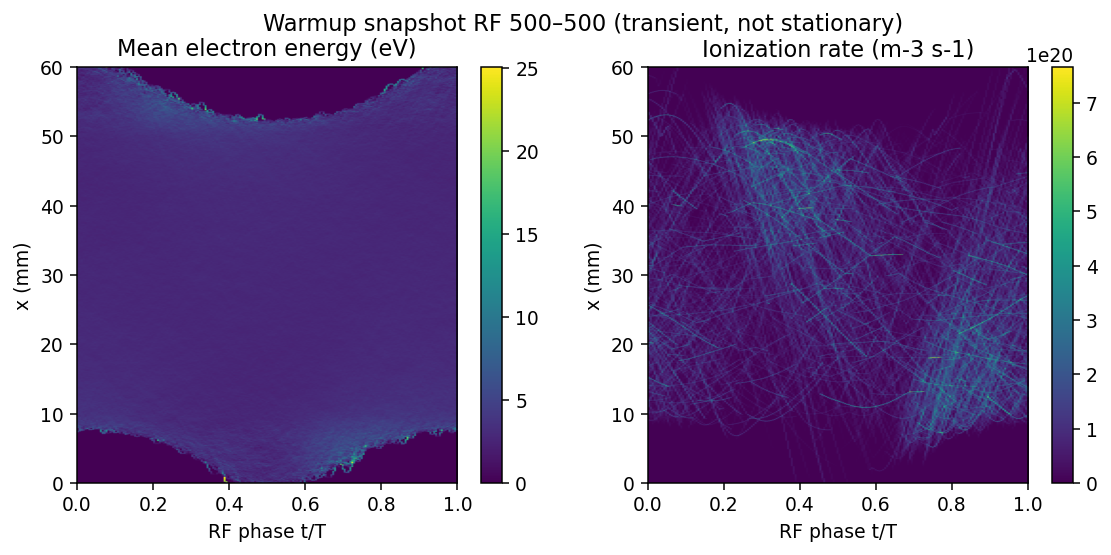 Warmup snapshot RF 500–500 (transient, not stationary)
Mean electron energy (eV)
60
50
40
30
20
10
0
x (mm)
0.0 0.2 0.4 0.6 0.8 1.0
RF phase t/T
25
20
15
10
5
0
Ionization rate (m-3 s-1)
1e20
60
50
40
30
20
10
0
x (mm)
0.0 0.2 0.4 0.6 0.8 1.0
RF phase t/T
7
6
5
4
3
2
1
0